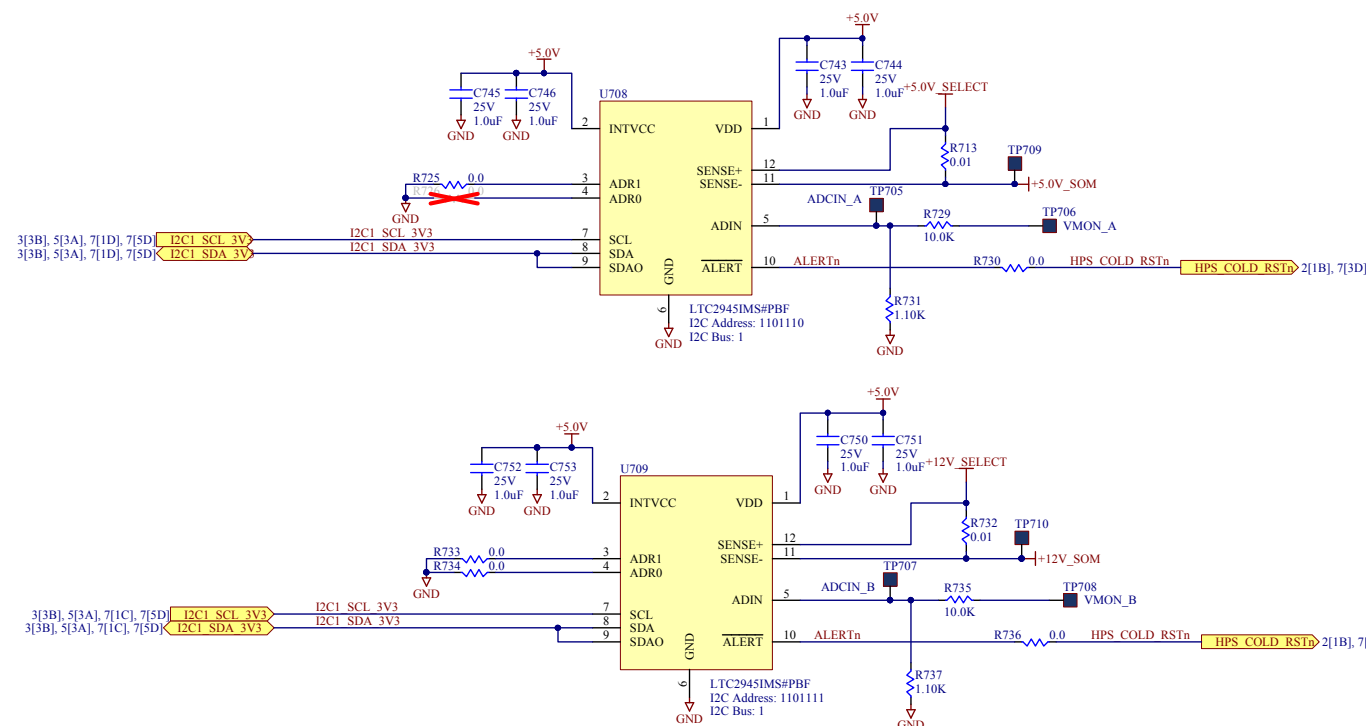 +5.0V
+5.0V
C745
25V
1.0uF
C746
25V
1.0uF
GND
GND
C743
25V
1.0uF
C744
25V
1.0uF
GND
GND
+5.0V_SELECT
U708
2 INTVCC
VDD 1
SENSE+ 12
SENSE- 11
R713
0.01
TP709
+5.0V_SOM
R725 0.0
3 ADR1
R726 0.0
4 ADR0
GND
ADCIN_A
TP705
ADIN 5
R729
10.0K
TP706
VMON_A
3[3B], 5[3A], 7[1D], 7[5D] I2C1_SCL_3V3
I2C1_SCL_3V3
7 SCL
3[3B], 5[3A], 7[1D], 7[5D] I2C1_SDA_3V3
I2C1_SDA_3V3
8 SDA
9 SDAO
ALERT 10
ALERTn
R730 0.0
HPS_COLD_RSTn
HPS_COLD_RSTn 2[1B], 7[3D]
GND
6
GND
R731
1.10K
GND
LTC2945IMS#PBF
I2C Address: 1101110
I2C Bus: 1
+5.0V
+5.0V
C752
25V
1.0uF
C753
25V
1.0uF
GND
GND
C750
25V
1.0uF
C751
25V
1.0uF
GND
GND
+12V_SELECT
U709
2 INTVCC
VDD 1
SENSE+ 12
SENSE- 11
R732
0.01
TP710
+12V_SOM
R733 0.0
3 ADR1
R734 0.0
4 ADR0
GND
ADCIN_B
TP707
ADIN 5
R735
10.0K
TP708
VMON_B
3[3B], 5[3A], 7[1C], 7[5D] I2C1_SCL_3V3
I2C1_SCL_3V3
7 SCL
3[3B], 5[3A], 7[1C], 7[5D] I2C1_SDA_3V3
I2C1_SDA_3V3
8 SDA
9 SDAO
ALERT 10
ALERTn
R736 0.0
HPS_COLD_RSTn
HPS_COLD_RSTn 2[1B], 7[
GND
6
GND
R737
1.10K
GND
LTC2945IMS#PBF
I2C Address: 1101111
I2C Bus: 1